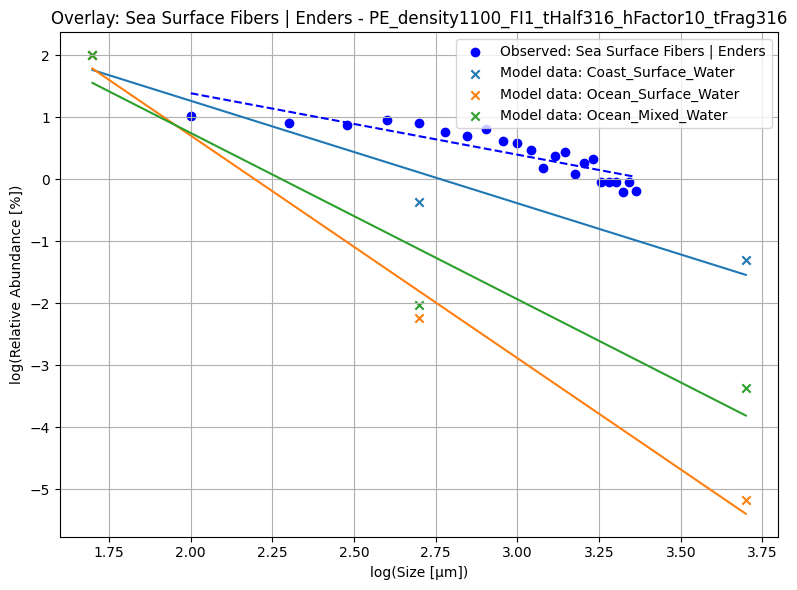 Overlay: Sea Surface Fibers | Enders - PE_density1100_FI1_tHalf316_hFactor10_tFrag316
Observed: Sea Surface Fibers | Enders
Model data: Coast_Surface_Water
Model data: Ocean_Surface_Water
Model data: Ocean_Mixed_Water
log(Relative Abundance [%])
2
1
0
−1
−2
−3
−4
−5
1.75
2.00
2.25
2.50
2.75
3.00
3.25
3.50
3.75
log(Size [µm])